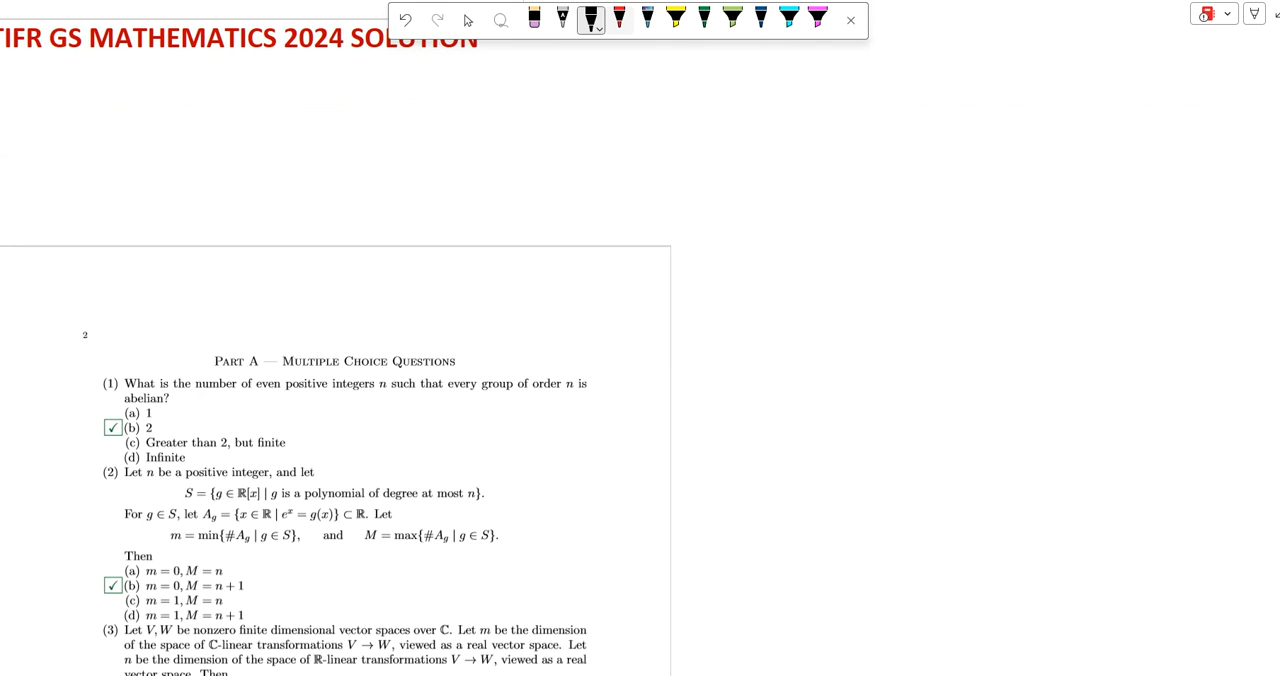 TIFR GS MATHEMATICS 2024 SOLUTION
2
PART A — MULTIPLE CHOICE QUESTIONS
(1) What is the number of even positive integers n such that every group of order n is
abelian?
(a) 1
(b) 2
(c) Greater than 2, but finite
(d) Infinite
(2) Let n be a positive integer, and let
S = {g ∈ ℝ[x] | g is a polynomial of degree at most n}.
For g ∈ S, let A_g = {x ∈ ℝ | e^x = g(x)} ⊂ ℝ. Let
m = min{#A_g | g ∈ S}, and M = max{#A_g | g ∈ S}.
Then
(a) m = 0, M = n
(b) m = 0, M = n + 1
(c) m = 1, M = n
(d) m = 1, M = n + 1
(3) Let V, W be nonzero finite dimensional vector spaces over ℂ. Let m be the dimension
of the space of ℂ-linear transformations V → W, viewed as a real vector space. Let
n be the dimension of the space of ℝ-linear transformations V → W, viewed as a real
vector space. Then